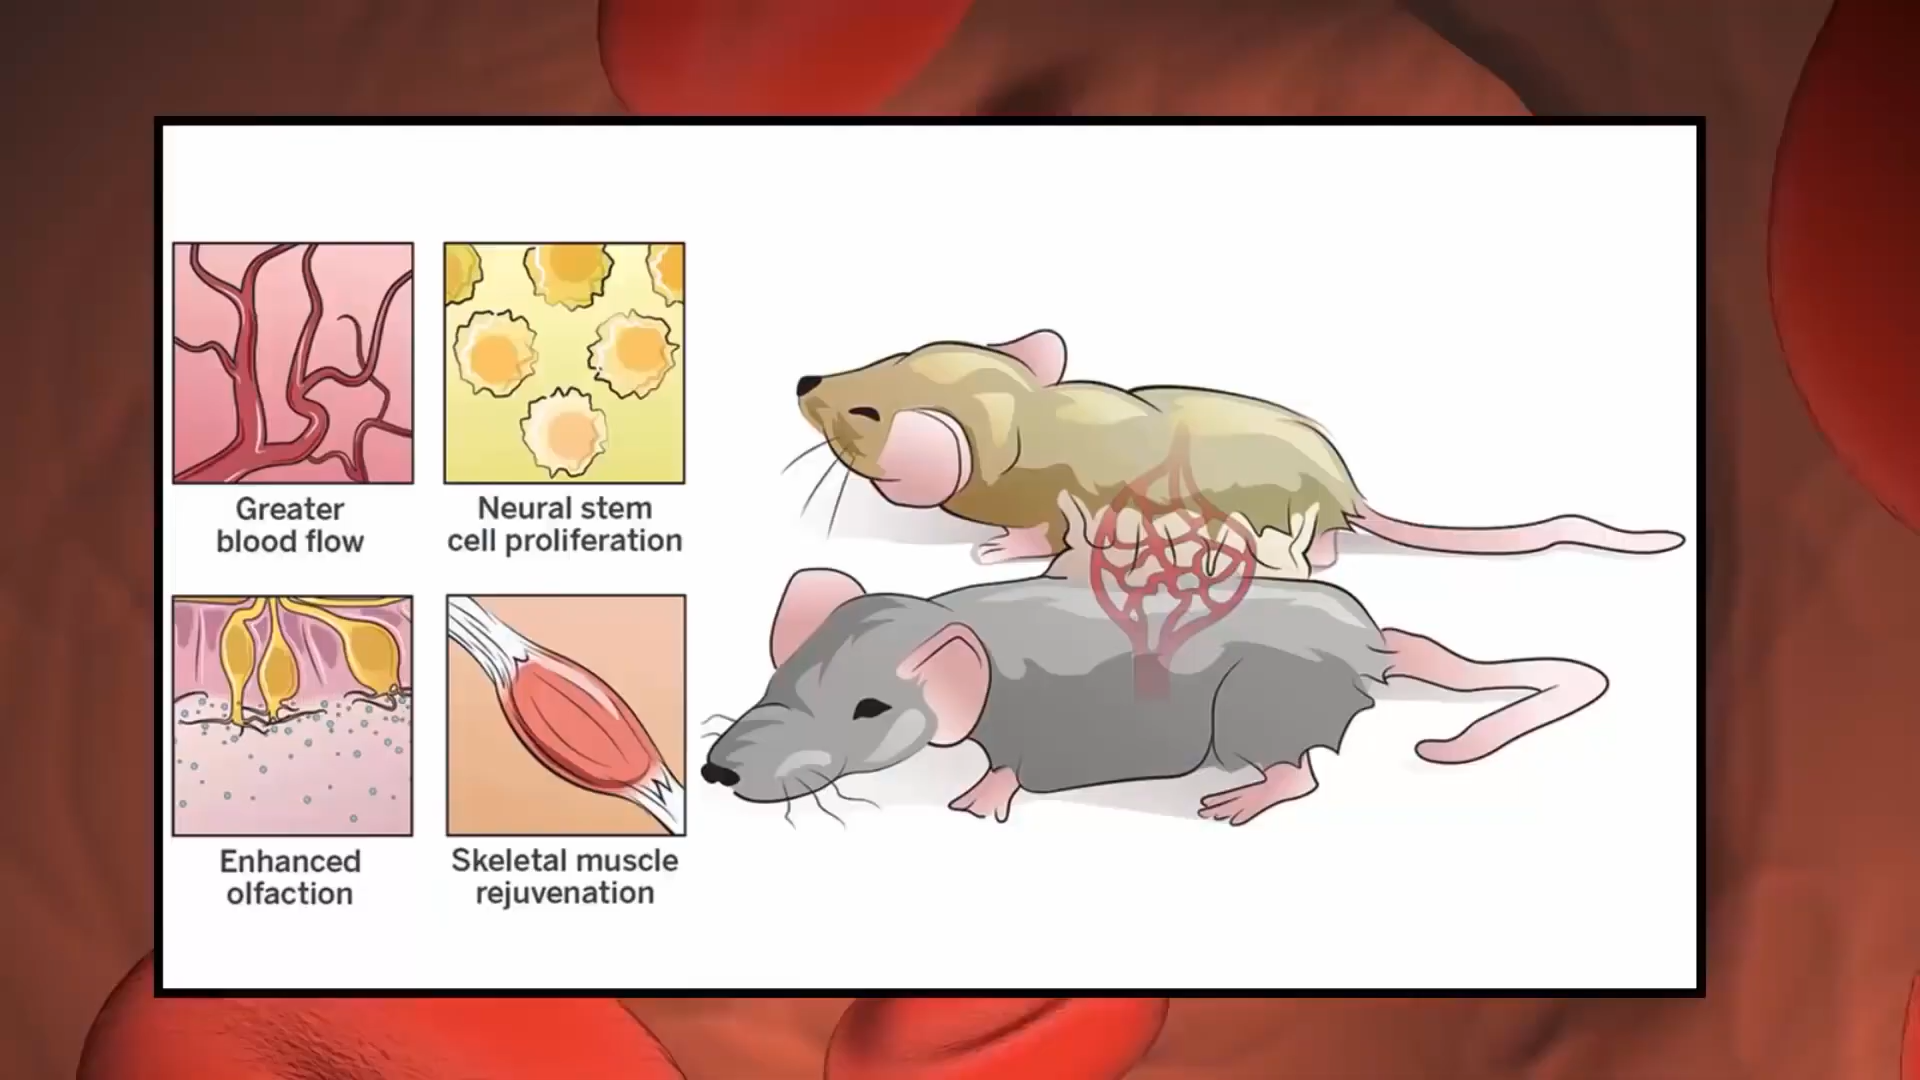 Greater
blood flow
Neural stem
cell proliferation
Enhanced
olfaction
Skeletal muscle
rejuvenation